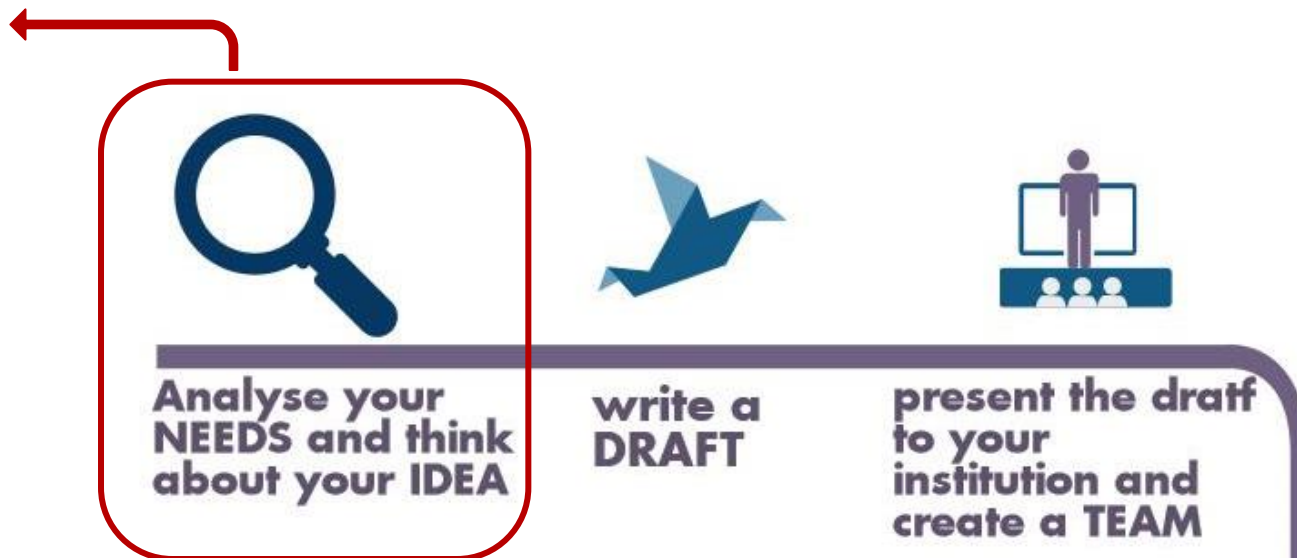 Analyse your
NEEDS and think
about your IDEA
write a
DRAFT
present the dratf
to your
institution and
create a TEAM